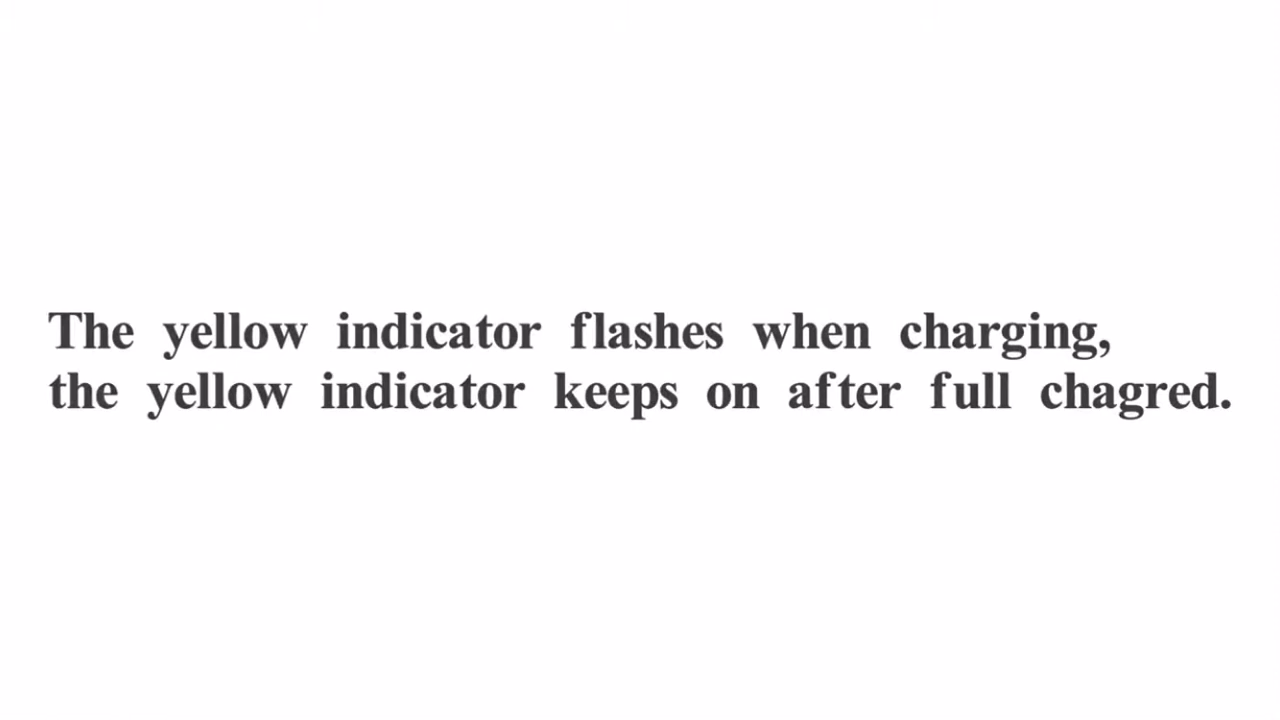 The yellow indicator flashes when charging,
the yellow indicator keeps on after full chagred.